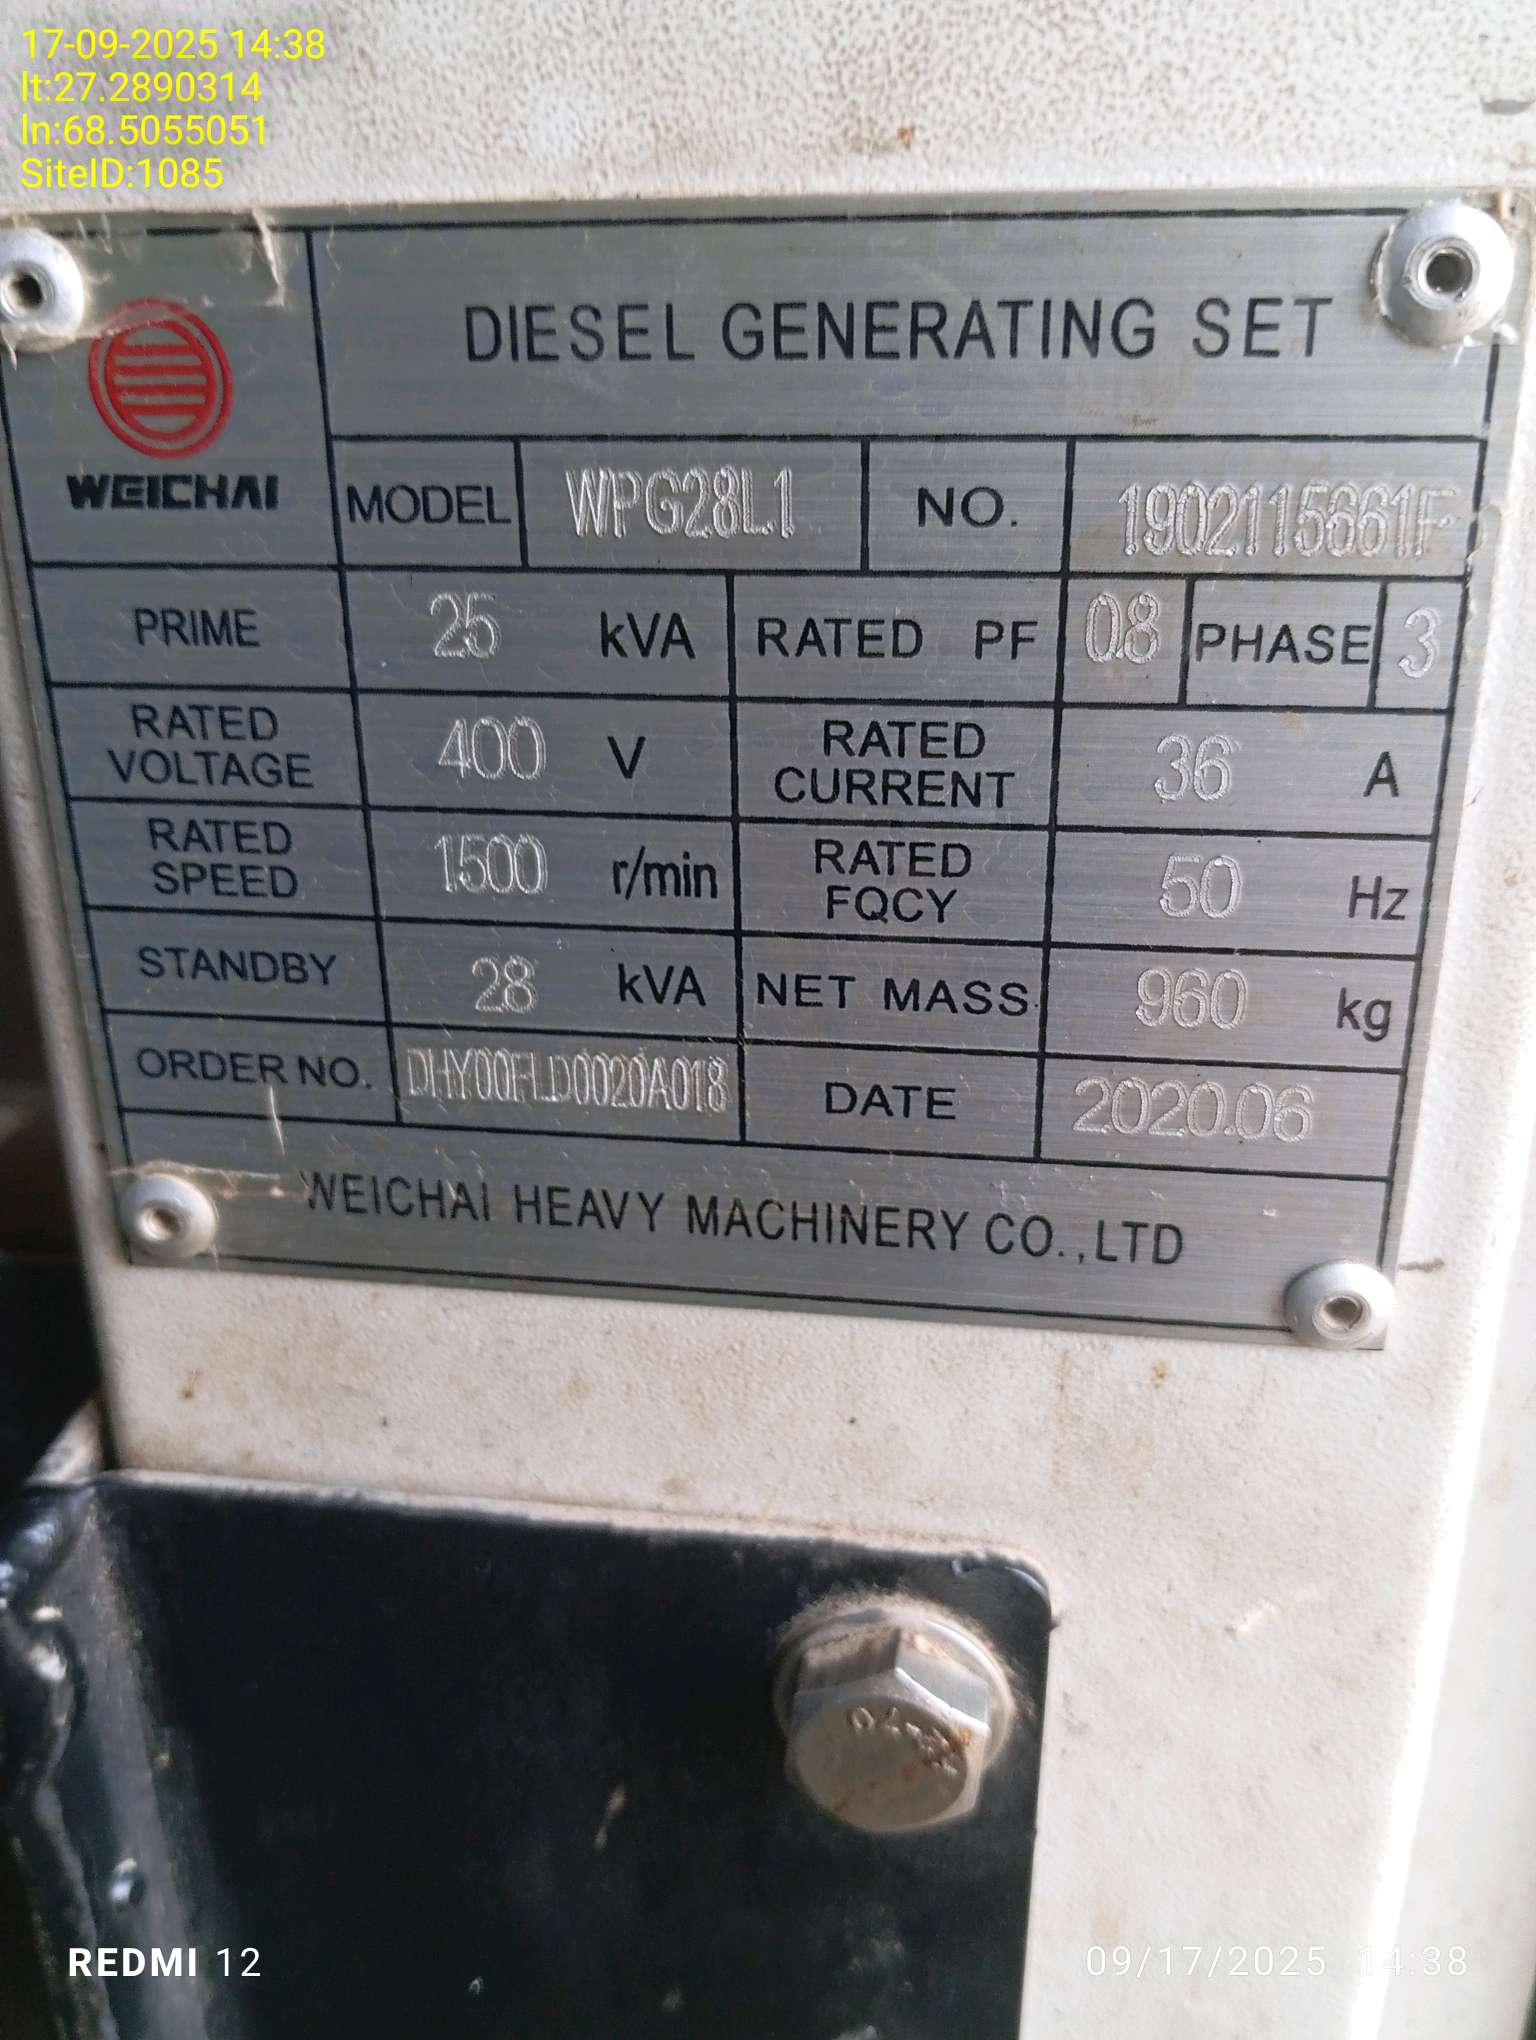 17-09-2025 14:38
lt:27.2890314
ln:68.5055051
SiteID:1085
DIESEL GENERATING SET
WEICHAI
MODEL WPG28L1 NO. 19021115661F
PRIME 25 kVA RATED PF 0.8 PHASE 3
RATED VOLTAGE 400 V RATED CURRENT 36 A
RATED SPEED 1500 r/min RATED FQCY 50 Hz
STANDBY 28 kVA NET MASS 960 kg
ORDER NO. DHY00FLD0020A018 DATE 2020.06
WEICHAI HEAVY MACHINERY CO.,LTD
REDMI 12
09/17/2025 14:38